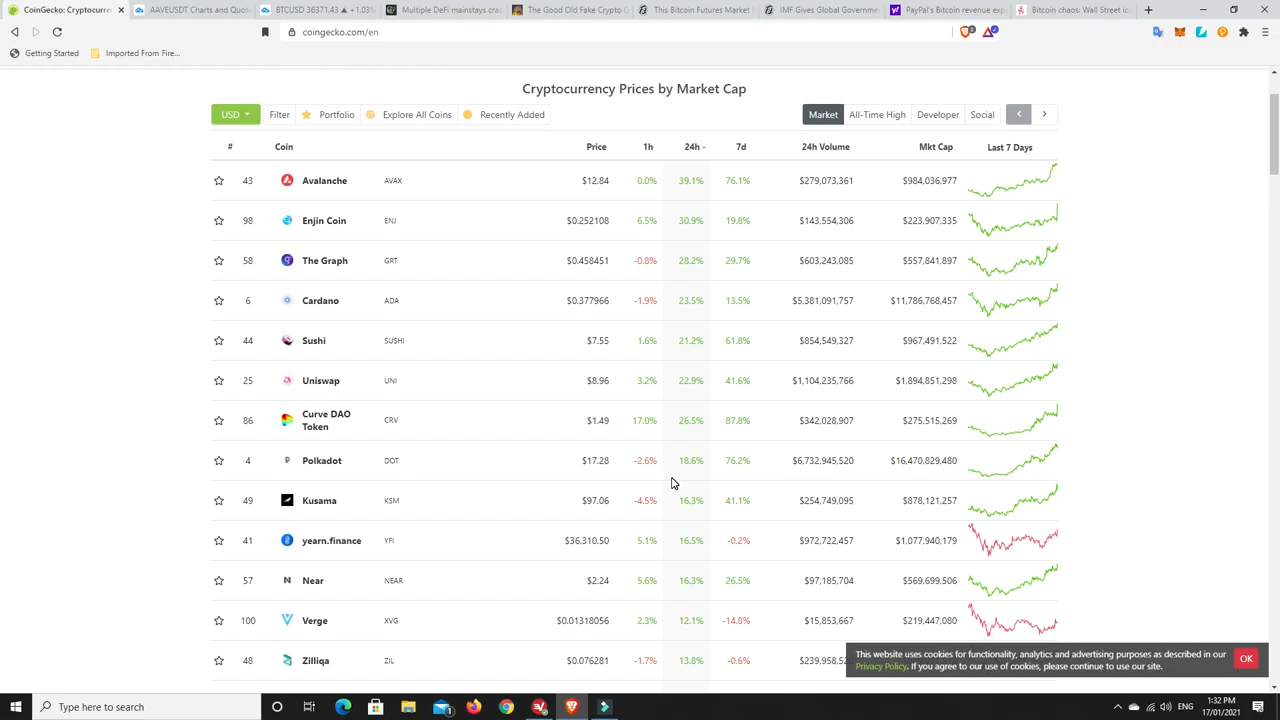 CoinGecko: Cryptocurrency
AAVEUSDT Charts and Quot
BTCUSD 36371.43 ▲ +1.03%
Multiple DeFi mainstays crac
The Good Old Fake Crypto G
This Bitcoin Futures Market
IMF Gives Global Governme
PayPal's Bitcoin revenue exp
Bitcoin chaos: Wall Street ic
coingecko.com/en
Getting Started
Imported From Fire...
Cryptocurrency Prices by Market Cap
USD Filter Portfolio Explore All Coins Recently Added Market All-Time High Developer Social
# Coin Price 1h 24h 7d 24h Volume Mkt Cap Last 7 Days
43 Avalanche AVAX $12.84 0.0% 39.1% 76.1% $279,073,361 $984,036,977
98 Enjin Coin ENJ $0.252108 6.5% 30.9% 19.8% $143,554,306 $223,907,335
58 The Graph GRT $0.458451 -0.8% 28.2% 29.7% $603,243,085 $557,841,897
6 Cardano ADA $0.377966 -1.9% 23.5% 13.5% $5,381,091,757 $11,786,768,457
44 Sushi SUSHI $7.55 1.6% 21.2% 61.8% $854,549,327 $967,491,522
25 Uniswap UNI $8.96 3.2% 22.9% 41.6% $1,104,235,766 $1,894,851,298
86 Curve DAO Token CRV $1.49 17.0% 26.5% 87.8% $342,028,907 $275,515,269
4 Polkadot DOT $17.28 -2.6% 18.6% 76.2% $6,732,945,520 $16,470,829,480
49 Kusama KSM $97.06 -4.5% 16.3% 41.1% $254,749,095 $878,121,257
41 yearn.finance YFI $36,310.50 5.1% 16.5% -0.2% $972,722,457 $1,077,940,179
57 Near NEAR $2.24 5.6% 16.3% 26.5% $97,185,704 $569,699,506
100 Verge XVG $0.01318056 2.3% 12.1% -14.8% $15,853,667 $219,447,080
48 Zilliqa ZIL $0.076281 -1.7% 13.8% -0.6% $239,958,52
This website uses cookies for functionality, analytics and advertising purposes as described in our
Privacy Policy. If you agree to our use of cookies, please continue to use our site.
OK
Type here to search
ENG
1:32 PM
17/01/2021